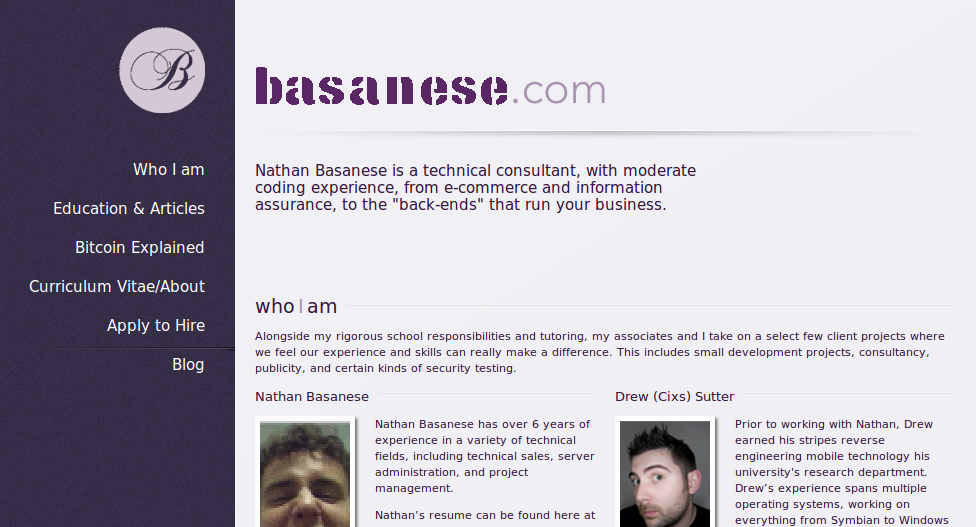 B
Who I am
Education & Articles
Bitcoin Explained
Curriculum Vitae/About
Apply to Hire
Blog
basanese.com
Nathan Basanese is a technical consultant, with moderate
coding experience, from e-commerce and information
assurance, to the "back-ends" that run your business.
who I am
Alongside my rigorous school responsibilities and tutoring, my associates and I take on a select few client projects where
we feel our experience and skills can really make a difference. This includes small development projects, consultancy,
publicity, and certain kinds of security testing.
Nathan Basanese
Nathan Basanese has over 6 years of
experience in a variety of technical
fields, including technical sales, server
administration, and project
management.
Nathan’s resume can be found here at
Drew (Cixs) Sutter
Prior to working with Nathan, Drew
earned his stripes reverse
engineering mobile technology his
university's research department.
Drew’s experience spans multiple
operating systems, working on
everything from Symbian to Windows